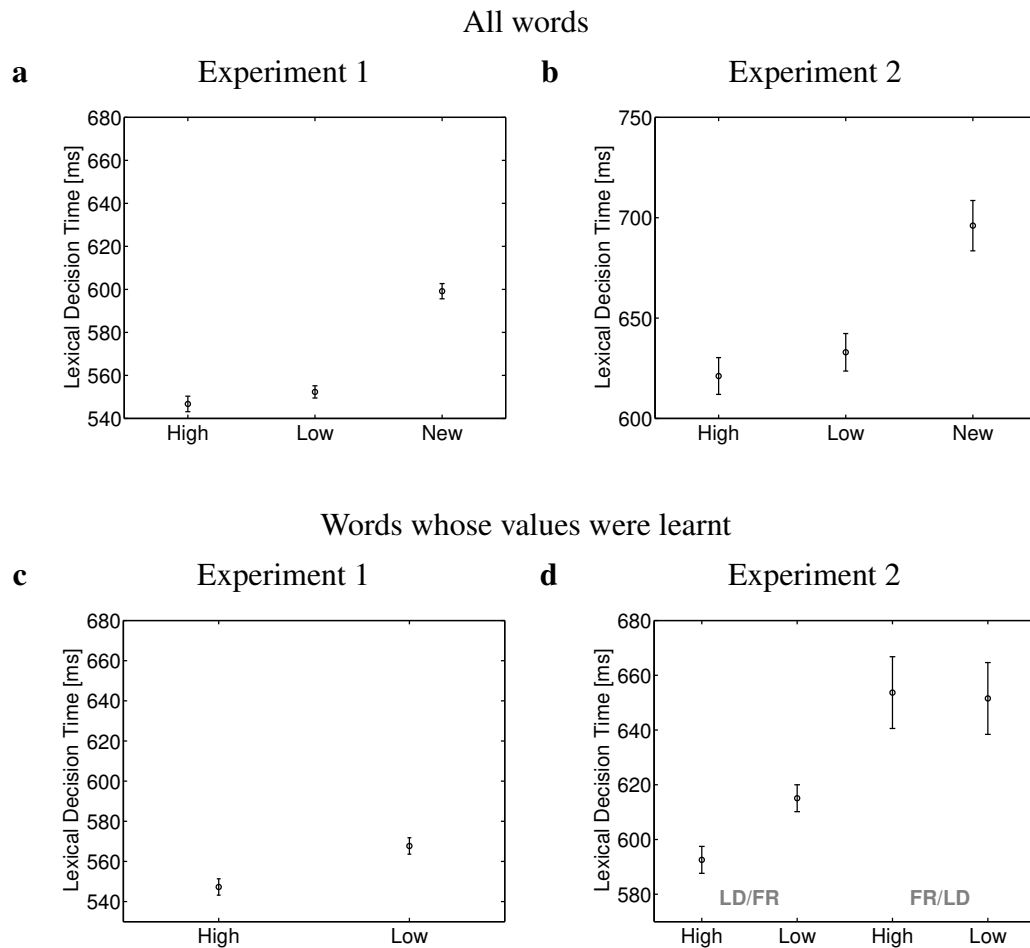 All words
a Experiment 1
Lexical Decision Time [ms]
680
660
640
620
600
580
560
540
High Low New
b Experiment 2
Lexical Decision Time [ms]
750
700
650
600
High Low New
Words whose values were learnt
c Experiment 1
Lexical Decision Time [ms]
680
660
640
620
600
580
560
540
High Low
d Experiment 2
Lexical Decision Time [ms]
680
660
640
620
600
580
LD/FR FR/LD
High Low High Low